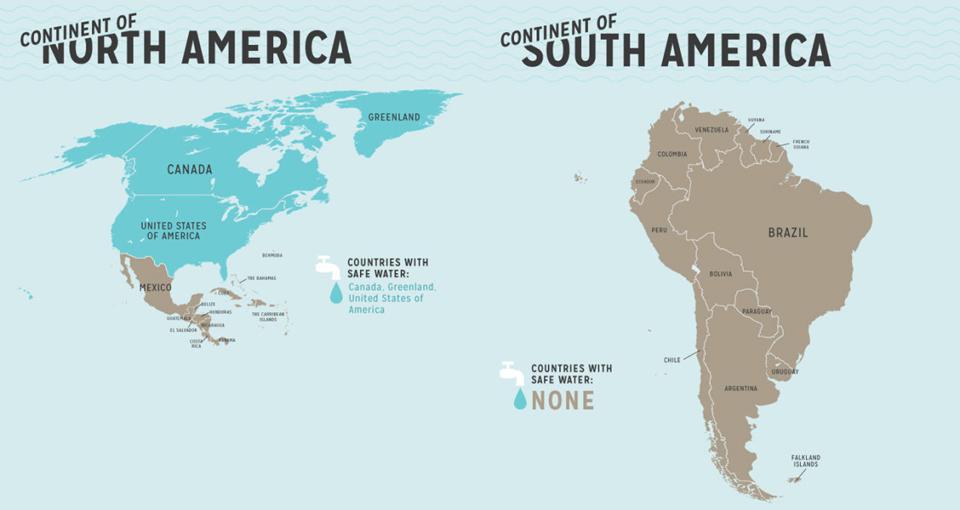 CONTINENT OF
NORTH AMERICA
GREENLAND
CANADA
UNITED STATES
OF AMERICA
BERMUDA
MEXICO
THE BAHAMAS
CUBA
BELIZE
HONDURAS
GUATEMALA
THE CARIBBEAN
ISLANDS
NICARAGUA
EL SALVADOR
COSTA
RICA
PANAMA
COUNTRIES WITH
SAFE WATER:
Canada, Greenland,
United States of
America
CONTINENT OF
SOUTH AMERICA
VENEZUELA
GUYANA
SURINAME
FRENCH
GUIANA
COLOMBIA
ECUADOR
PERU
BRAZIL
BOLIVIA
PARAGUAY
CHILE
URUGUAY
ARGENTINA
FALKLAND
ISLANDS
COUNTRIES WITH
SAFE WATER:
NONE